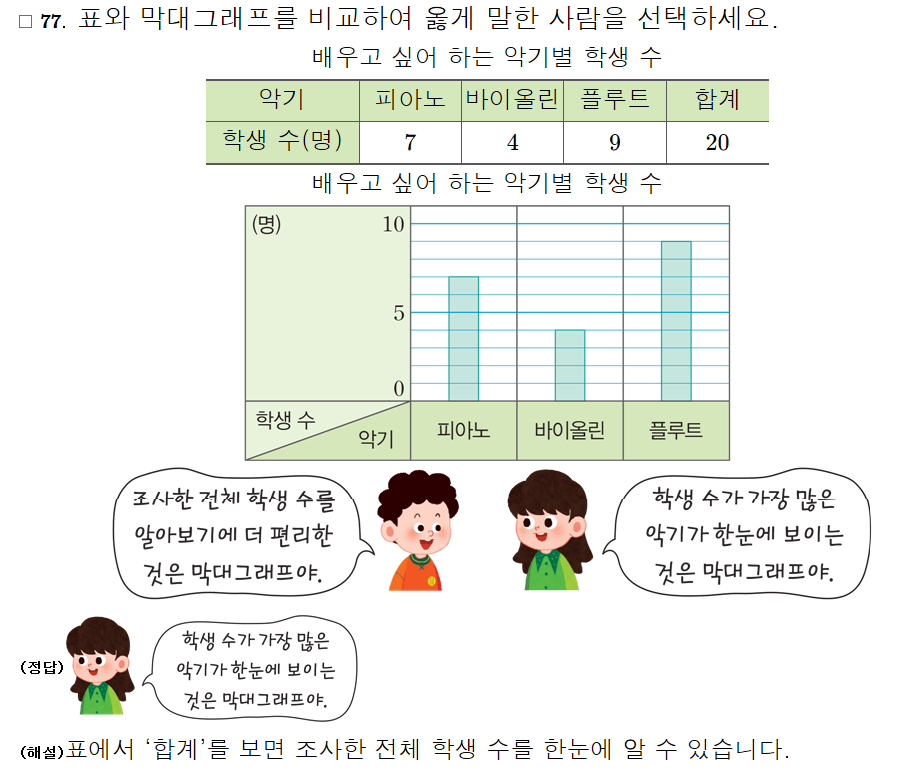 □ 77. 표와 막대그래프를 비교하여 옳게 말한 사람을 선택하세요.
배우고 싶어 하는 악기별 학생 수
악기 피아노 바이올린 플루트 합계
학생 수(명) 7 4 9 20
배우고 싶어 하는 악기별 학생 수
(명) 10
5
0
학생 수
악기 피아노 바이올린 플루트
조사한 전체 학생 수를
알아보기에 더 편리한
것은 막대그래프야.
학생 수가 가장 많은
악기가 한눈에 보이는
것은 막대그래프야.
(정답)
학생 수가 가장 많은
악기가 한눈에 보이는
것은 막대그래프야.
(해설)표에서 ‘합계’를 보면 조사한 전체 학생 수를 한눈에 알 수 있습니다.